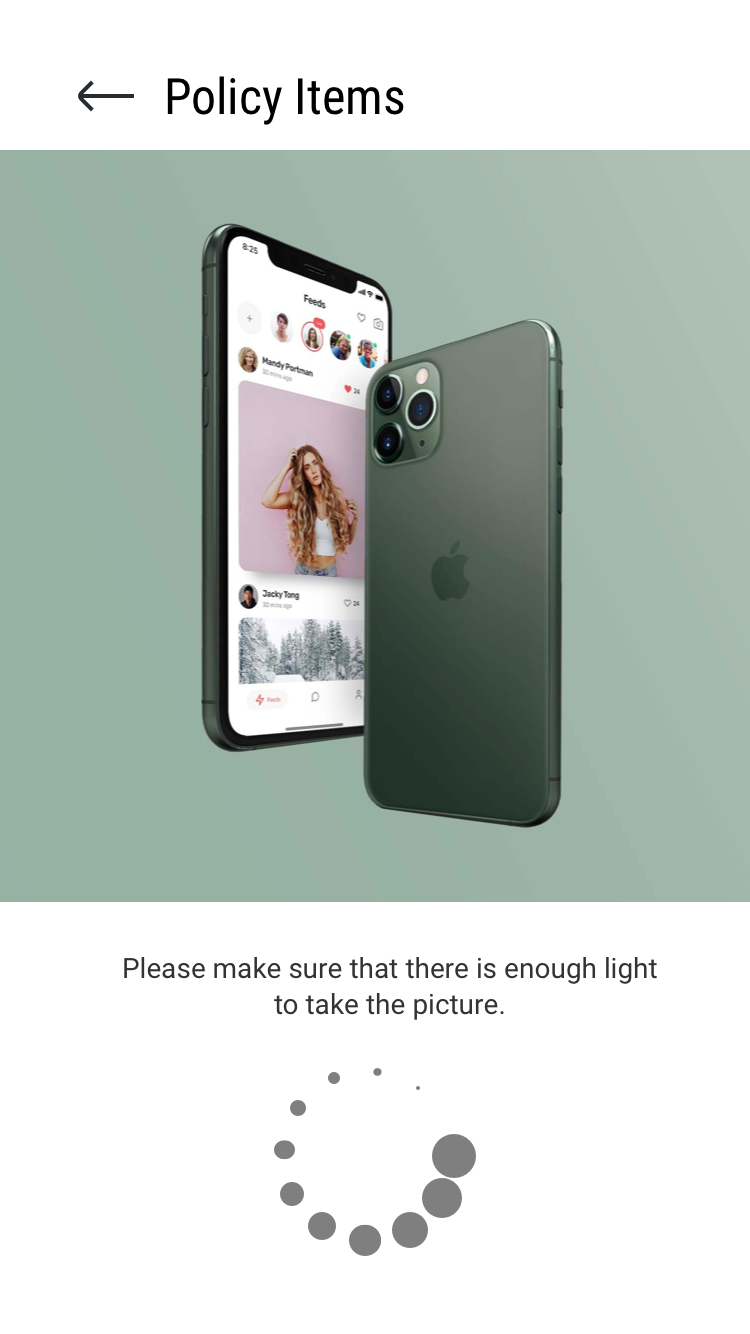 Policy Items
8:25
Feeds
Mandy Portman
30 mins ago
24
Jacky Tong
30 mins ago
24
Feeds
Please make sure that there is enough light
to take the picture.